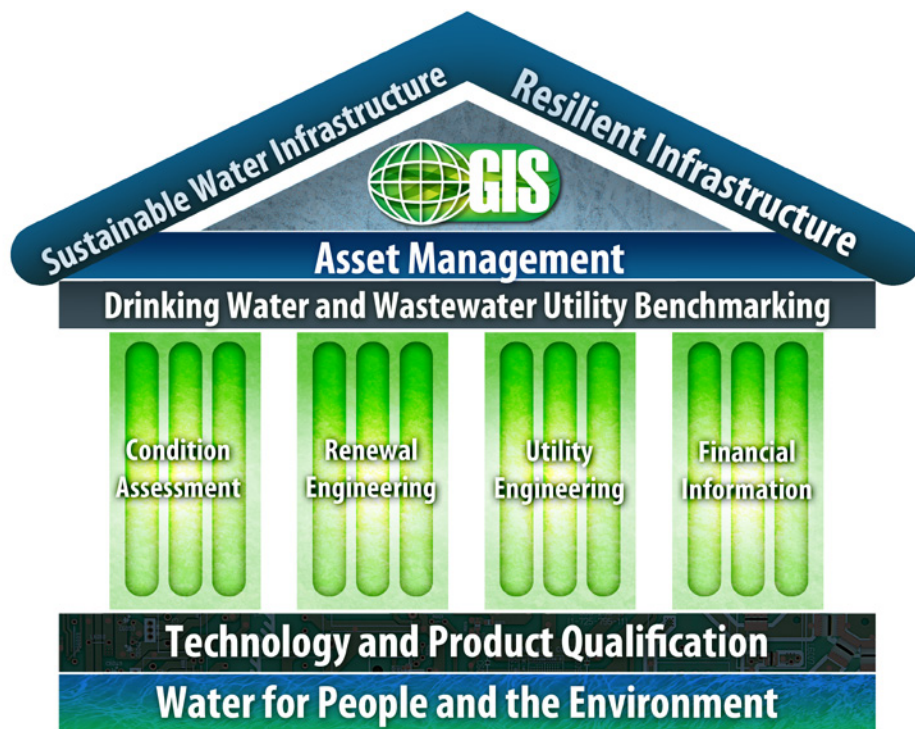 Sustainable Water Infrastructure
Resilient Infrastructure
GIS
Asset Management
Drinking Water and Wastewater Utility Benchmarking
Condition
Assessment
Renewal
Engineering
Utility
Engineering
Financial
Information
Technology and Product Qualification
Water for People and the Environment